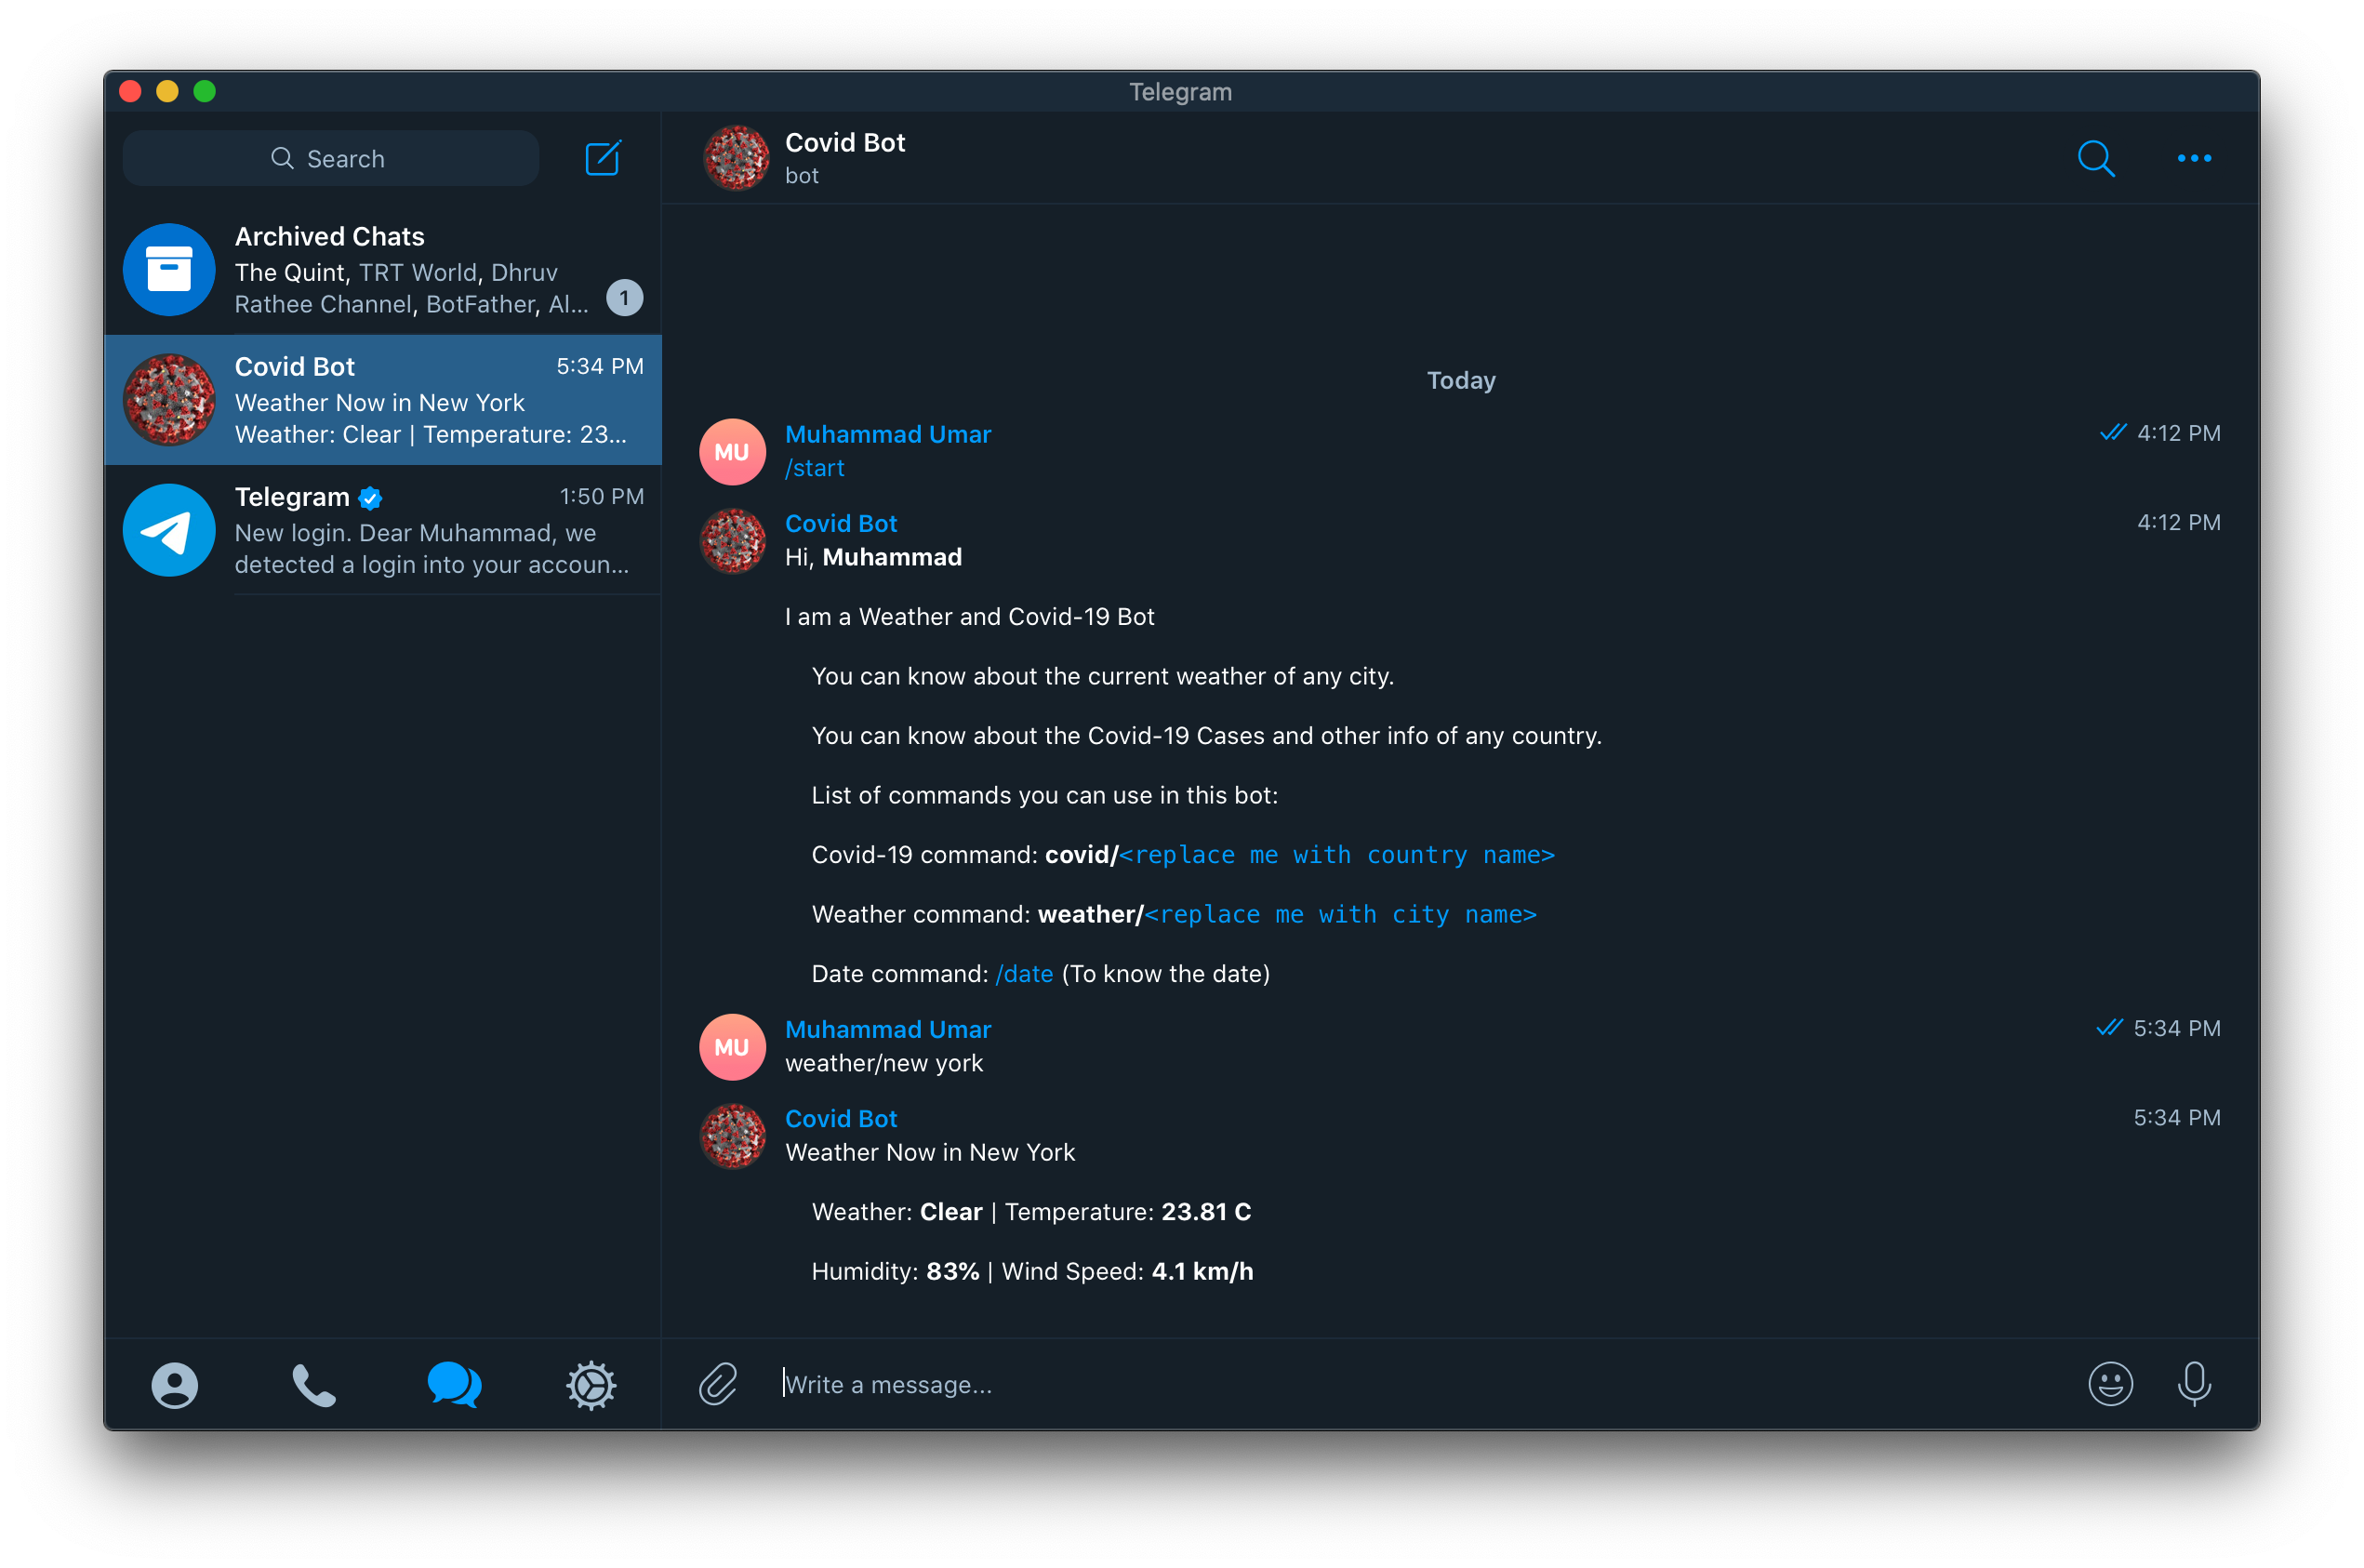 Telegram
Search
Archived Chats
The Quint, TRT World, Dhruv
Rathee Channel, BotFather, Al...
1
Covid Bot
5:34 PM
Weather Now in New York
Weather: Clear | Temperature: 23...
Telegram
1:50 PM
New login. Dear Muhammad, we
detected a login into your accoun...
Covid Bot
bot
Today
MU
Muhammad Umar
4:12 PM
/start
Covid Bot
4:12 PM
Hi, Muhammad
I am a Weather and Covid-19 Bot
You can know about the current weather of any city.
You can know about the Covid-19 Cases and other info of any country.
List of commands you can use in this bot:
Covid-19 command: covid/<replace me with country name>
Weather command: weather/<replace me with city name>
Date command: /date (To know the date)
MU
Muhammad Umar
5:34 PM
weather/new york
Covid Bot
5:34 PM
Weather Now in New York
Weather: Clear | Temperature: 23.81 C
Humidity: 83% | Wind Speed: 4.1 km/h
Write a message...